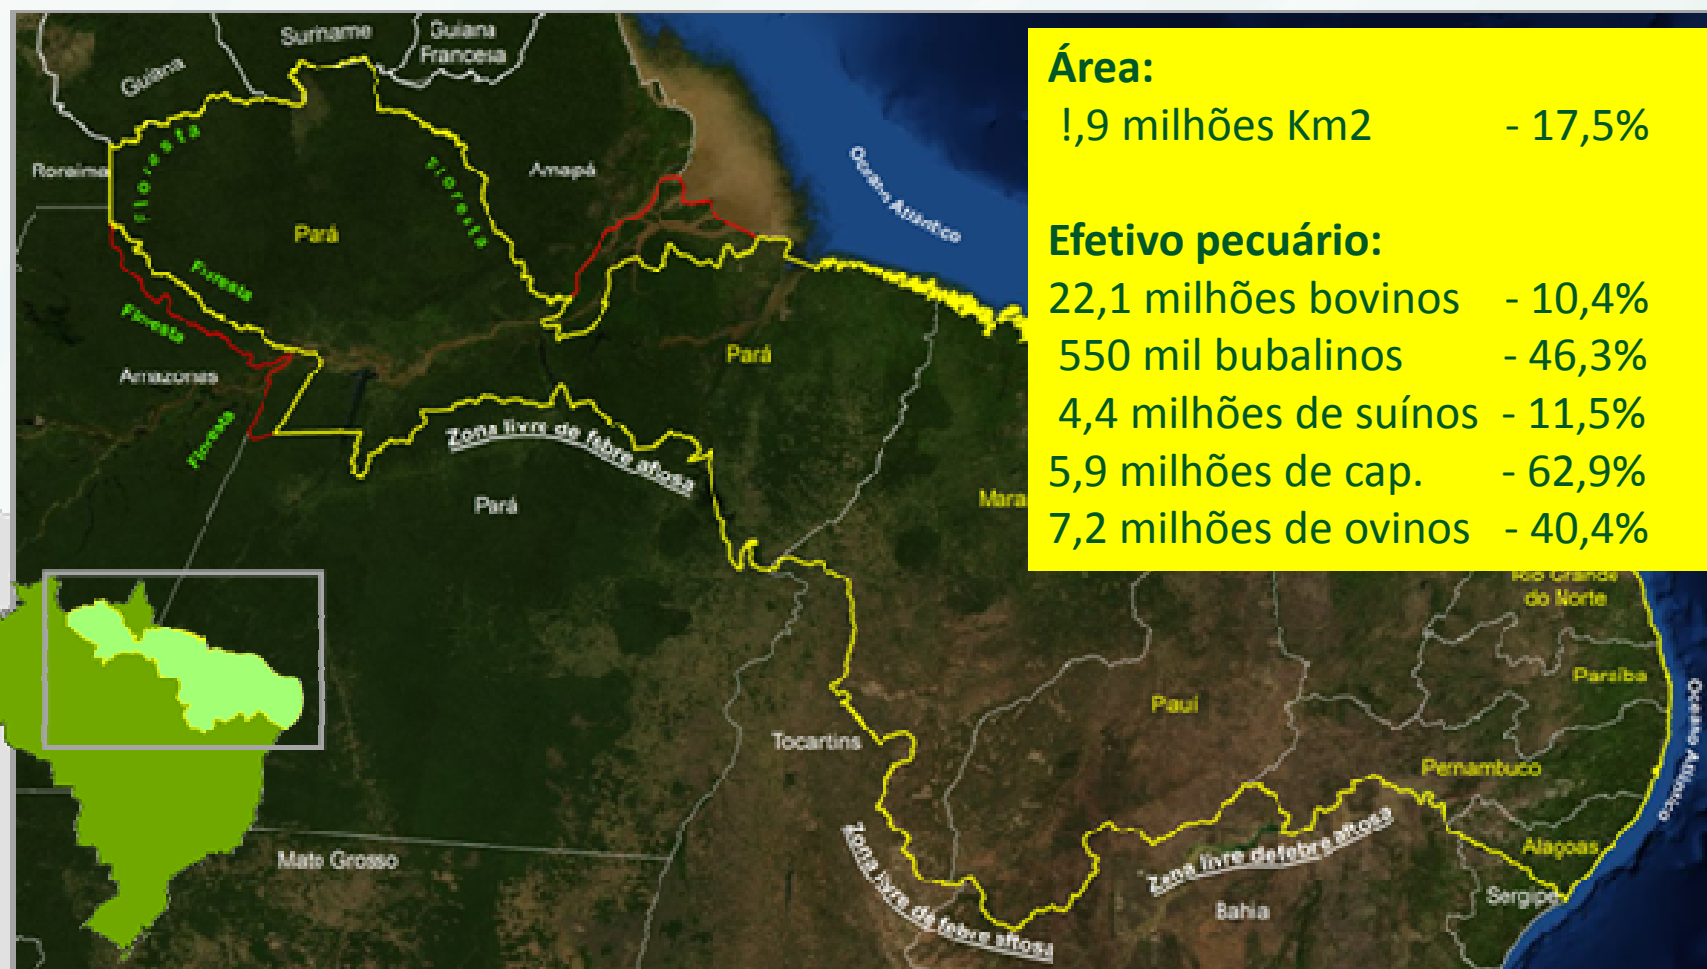 Suriname
Guiana
Francesa
Guiana
Roraima
Floresta
Floresta
Amapá
Oceano Atlântico
Pará
Floresta
Floresta
Amazonas
Floresta
Pará
Zona livre de febre aftosa
Pará
Área:
!,9 milhões Km2 - 17,5%
Efetivo pecuário:
22,1 milhões bovinos - 10,4%
550 mil bubalinos - 46,3%
4,4 milhões de suínos - 11,5%
5,9 milhões de cap. - 62,9%
7,2 milhões de ovinos - 40,4%
Mara
Rio Grande
do Norte
Paraíba
Oceano Atlântico
Pauí
Tocartins
Pernambuco
Mato Grosso
Zona livre de febre aftosa
Zona livre defebre aftosa
Alagoas
Sergipe
Bahia